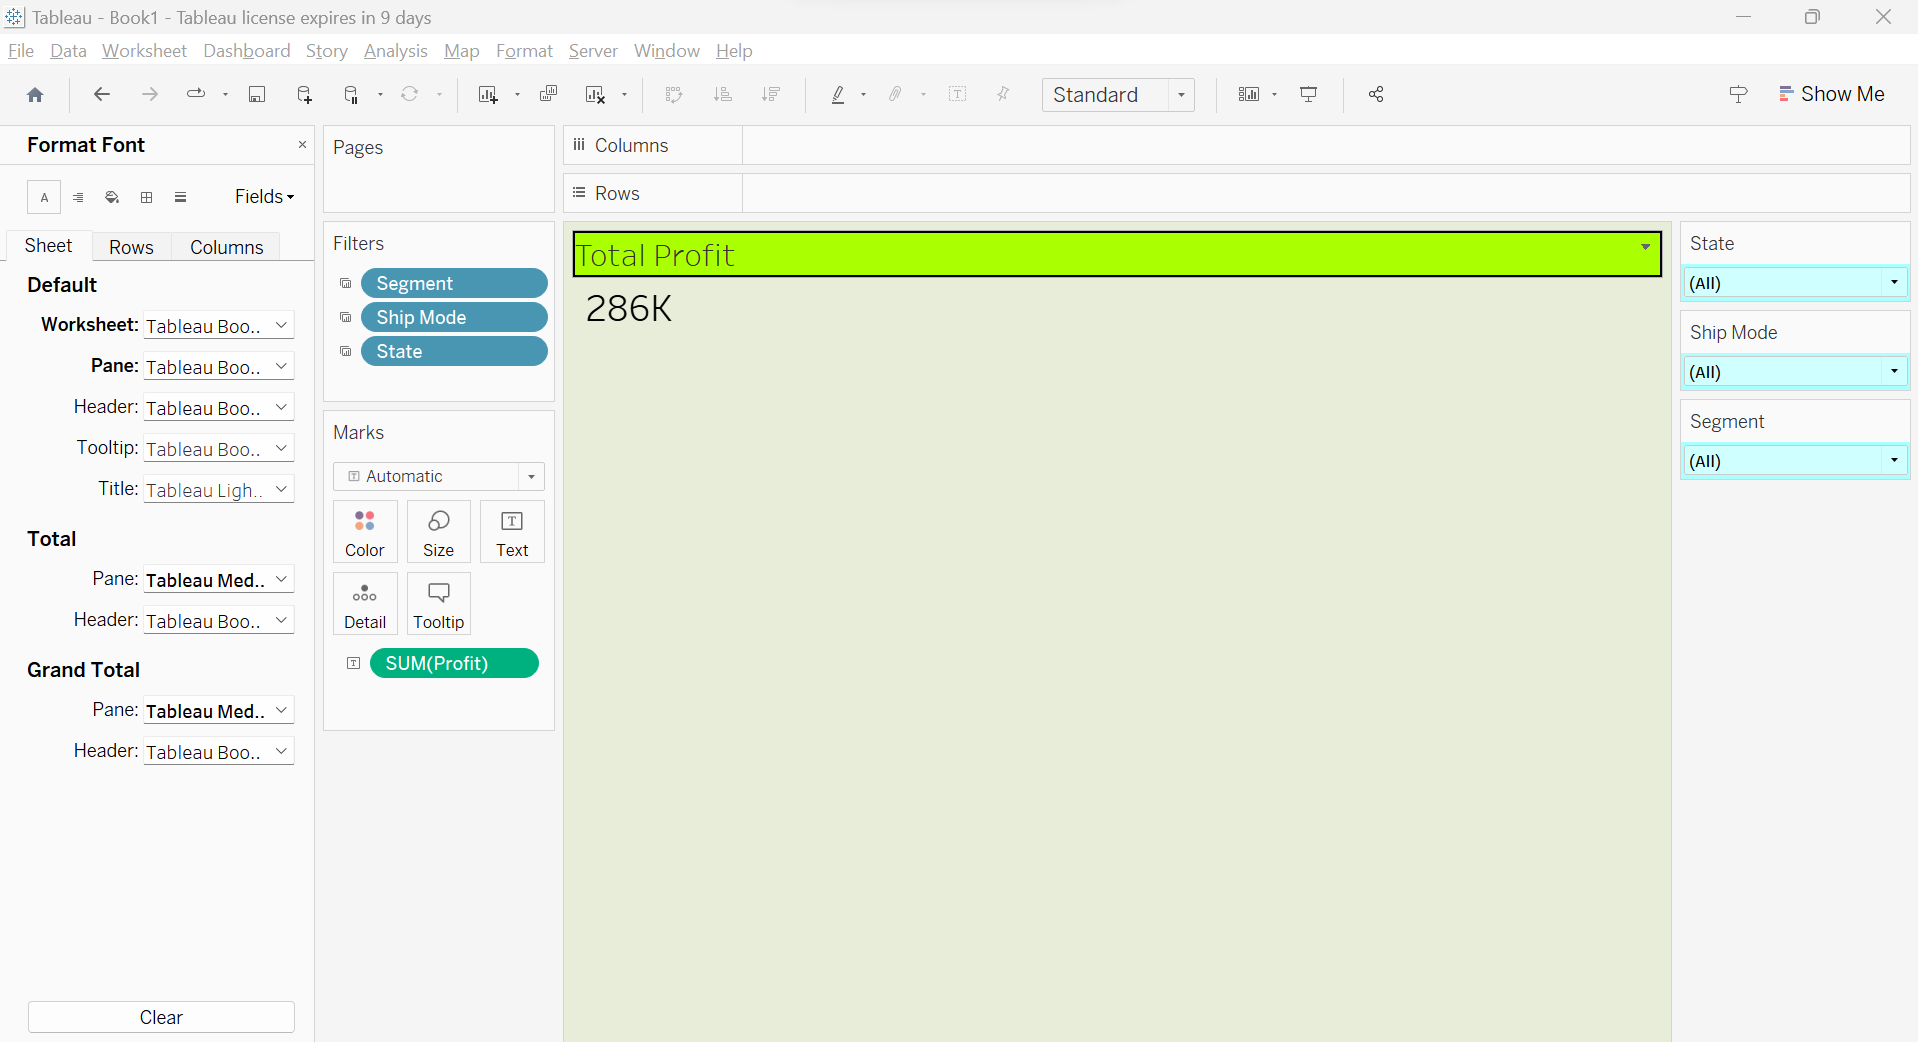 Tableau - Book1 - Tableau license expires in 9 days
File Data Worksheet Dashboard Story Analysis Map Format Server Window Help
Standard
Show Me
Format Font
A
Fields
Sheet Rows Columns
Default
Worksheet: Tableau Boo..
Pane: Tableau Boo..
Header: Tableau Boo..
Tooltip: Tableau Boo..
Title: Tableau Ligh..
Total
Pane: Tableau Med..
Header: Tableau Boo..
Grand Total
Pane: Tableau Med..
Header: Tableau Boo..
Clear
Pages
Filters
Segment
Ship Mode
State
Marks
T Automatic
Color Size Text
Detail Tooltip
T SUM(Profit)
Columns
Rows
Total Profit
286K
State
(All)
Ship Mode
(All)
Segment
(All)